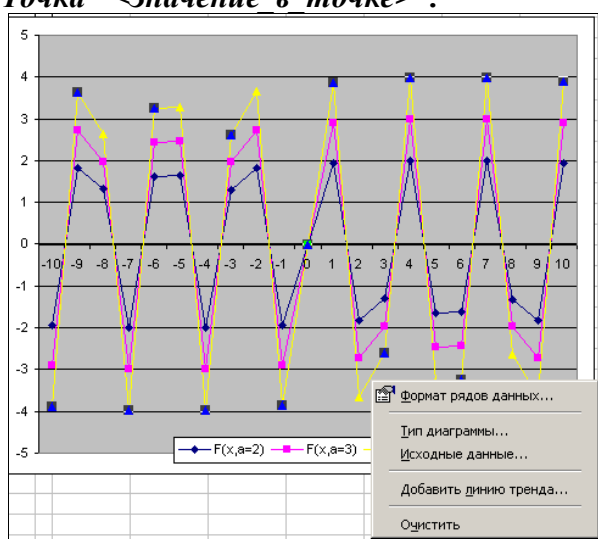 Точка "<Значение_в_точке>".
5
4
3
2
1
0
-10 -9 -8 -7 -6 -5 -4 -3 -2 -1 0 1 2 3 4 5 6 7 8 9 10
-1
-2
-3
-4
-5
F(x,a=2) F(x,a=3)
Формат рядов данных...
Тип диаграммы...
Исходные данные...
Добавить линию тренда...
Очистить